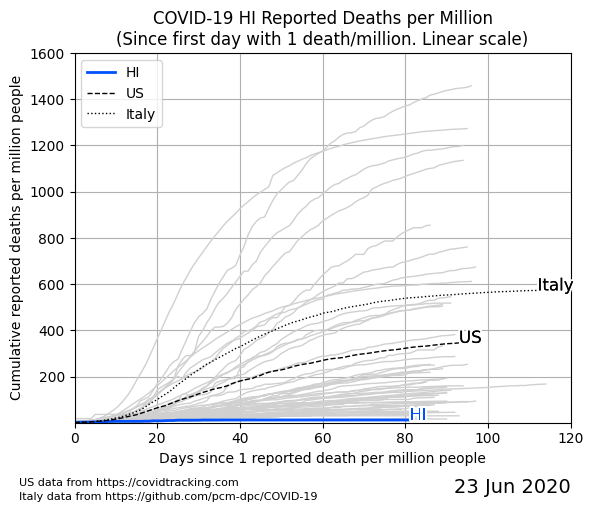 COVID-19 HI Reported Deaths per Million
(Since first day with 1 death/million. Linear scale)
Cumulative reported deaths per million people
1600
1400
1200
1000
800
600
400
200
HI
US
Italy
Italy
US
HI
0 20 40 60 80 100 120
Days since 1 reported death per million people
US data from https://covidtracking.com
Italy data from https://github.com/pcm-dpc/COVID-19
23 Jun 2020